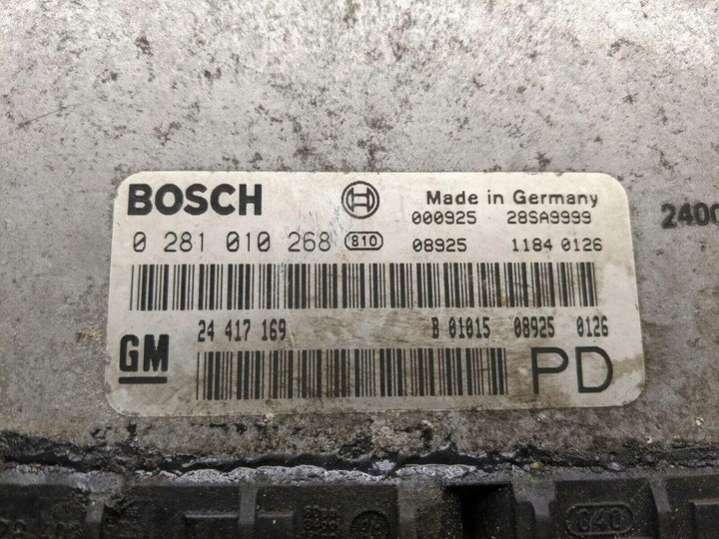 BOSCH Made in Germany
000925 28SA9999
0 281 010 268 810 08925 1184 0126
24 417 169 B 01015 08925 0126
GM PD
240